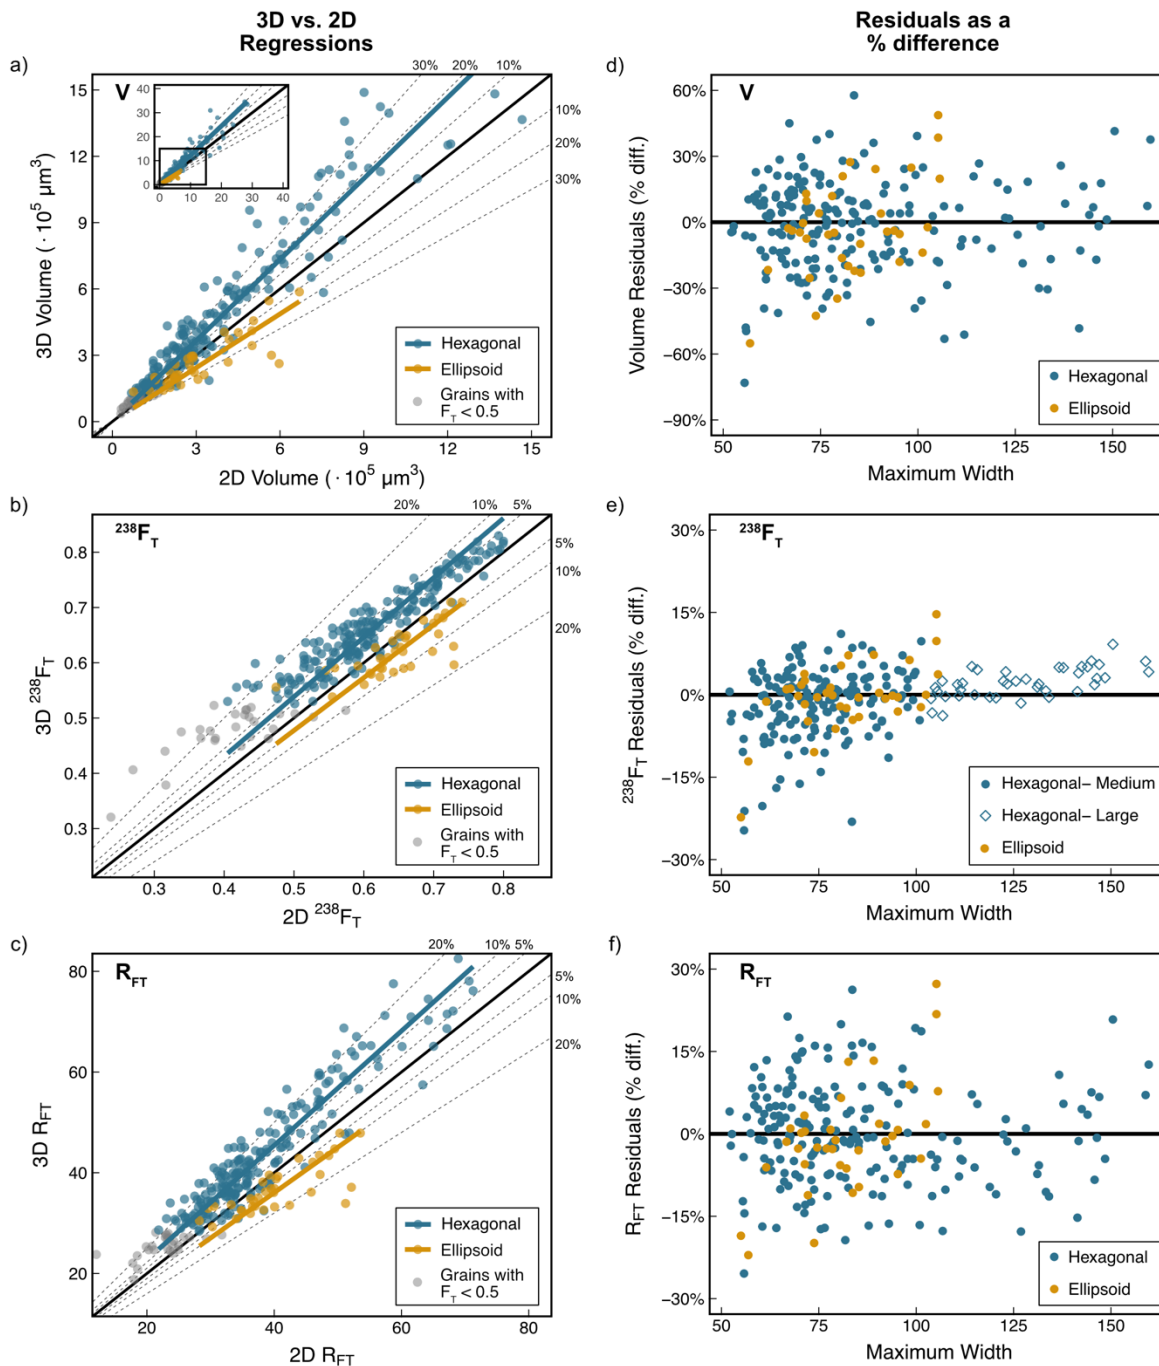 3D vs. 2D
Regressions
Residuals as a
% difference
a)
V
30%
20%
10%
10%
20%
30%
40
30
20
10
0
0
10
20
30
40
15
12
9
6
3
0
3D Volume ( · 10⁵ µm³)
Hexagonal
Ellipsoid
Grains with
F_T < 0.5
0
3
6
9
12
15
2D Volume ( · 10⁵ µm³)
d)
V
60%
30%
0%
−30%
−60%
−90%
Volume Residuals (% diff.)
Hexagonal
Ellipsoid
50
75
100
125
150
Maximum Width
b)
²³⁸F_T
20%
10%
5%
5%
10%
20%
0.8
0.7
0.6
0.5
0.4
0.3
3D ²³⁸F_T
Hexagonal
Ellipsoid
Grains with
F_T < 0.5
0.3
0.4
0.5
0.6
0.7
0.8
2D ²³⁸F_T
e)
²³⁸F_T
30%
15%
0%
−15%
−30%
²³⁸F_T Residuals (% diff.)
Hexagonal− Medium
Hexagonal− Large
Ellipsoid
50
75
100
125
150
Maximum Width
c)
R_FT
20%
10%
5%
5%
10%
20%
80
60
40
20
3D R_FT
Hexagonal
Ellipsoid
Grains with
F_T < 0.5
20
40
60
80
2D R_FT
f)
R_FT
30%
15%
0%
−15%
−30%
R_FT Residuals (% diff.)
Hexagonal
Ellipsoid
50
75
100
125
150
Maximum Width